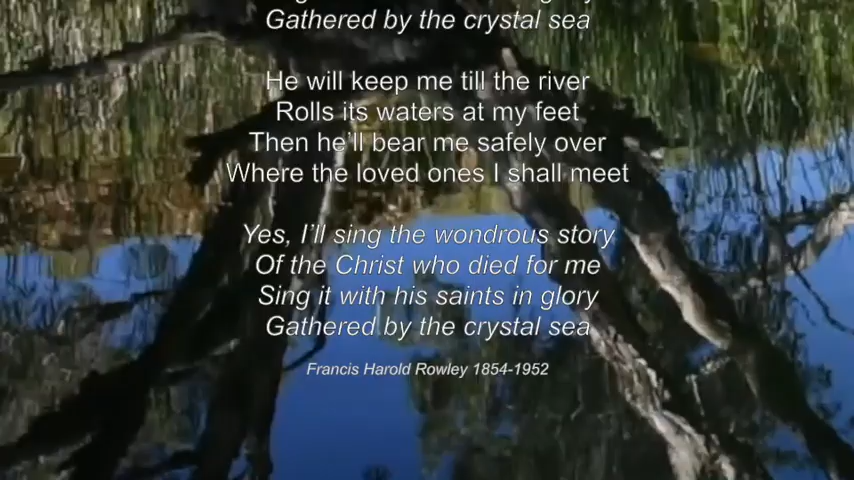 Gathered by the crystal sea
He will keep me till the river
Rolls its waters at my feet
Then he'll bear me safely over
Where the loved ones I shall meet
Yes, I'll sing the wondrous story
Of the Christ who died for me
Sing it with his saints in glory
Gathered by the crystal sea
Francis Harold Rowley 1854-1952